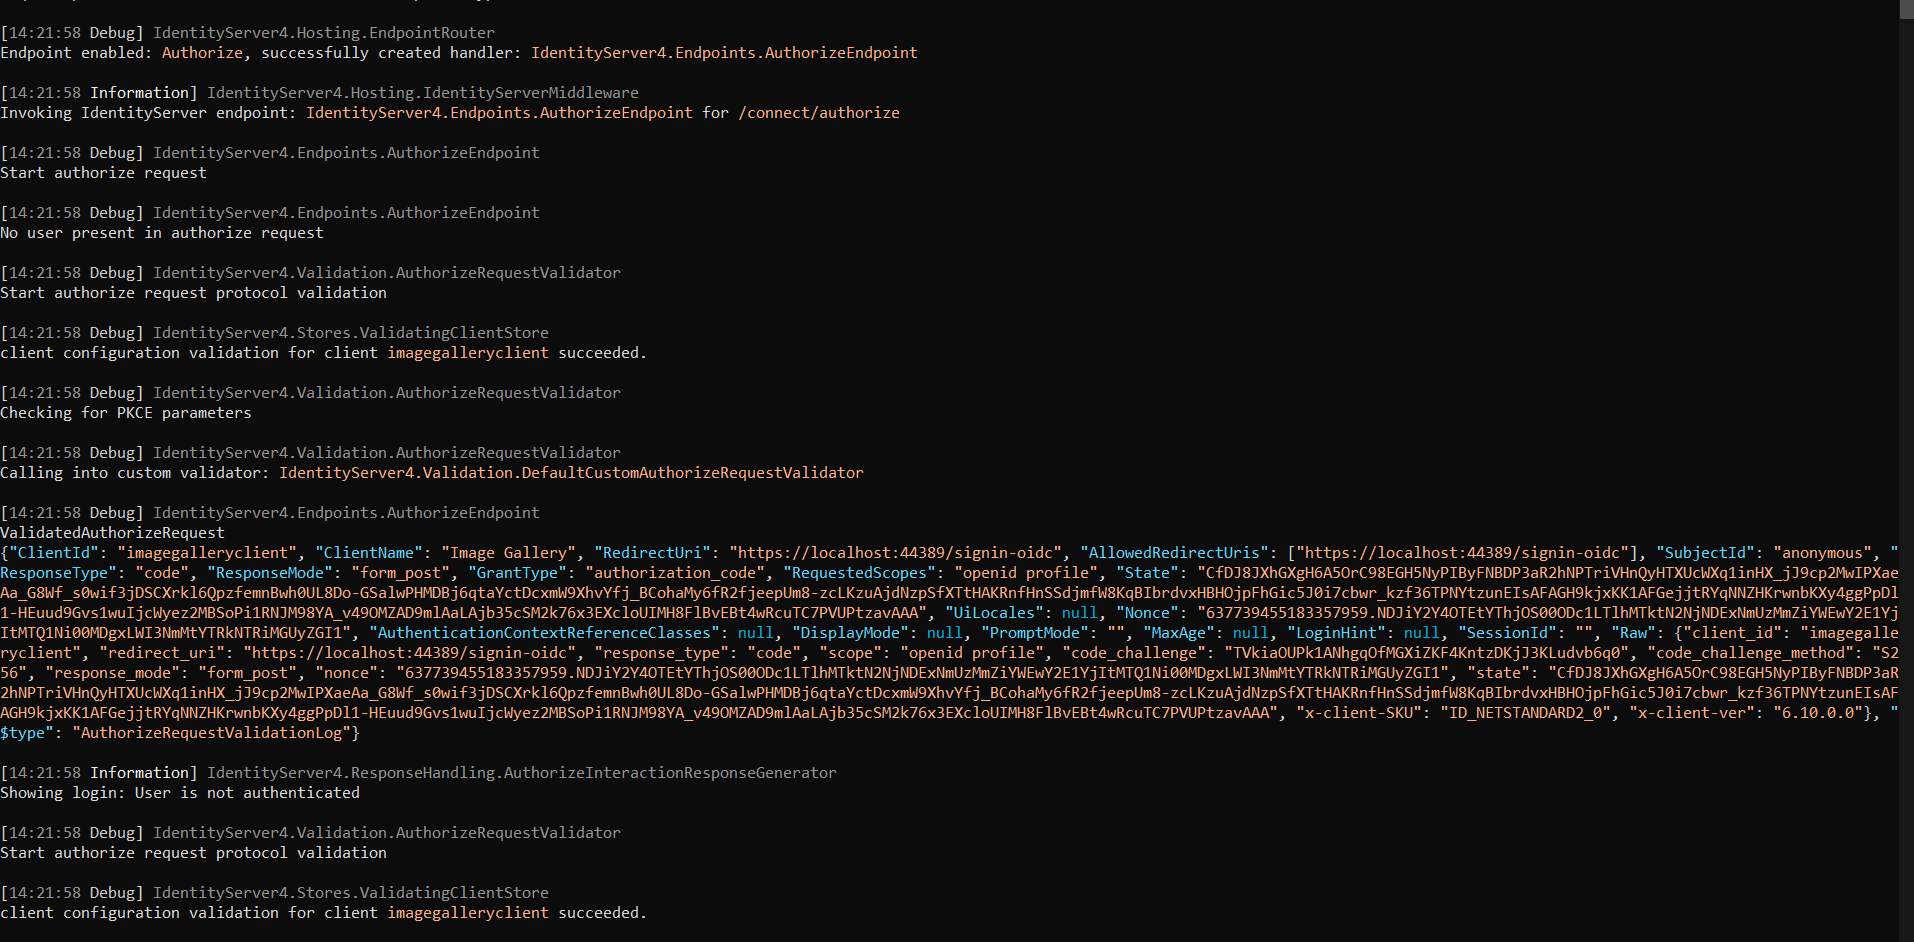 [14:21:58 Debug] IdentityServer4.Hosting.EndpointRouter
Endpoint enabled: Authorize, successfully created handler: IdentityServer4.Endpoints.AuthorizeEndpoint
[14:21:58 Information] IdentityServer4.Hosting.IdentityServerMiddleware
Invoking IdentityServer endpoint: IdentityServer4.Endpoints.AuthorizeEndpoint for /connect/authorize
[14:21:58 Debug] IdentityServer4.Endpoints.AuthorizeEndpoint
Start authorize request
[14:21:58 Debug] IdentityServer4.Endpoints.AuthorizeEndpoint
No user present in authorize request
[14:21:58 Debug] IdentityServer4.Validation.AuthorizeRequestValidator
Start authorize request protocol validation
[14:21:58 Debug] IdentityServer4.Stores.ValidatingClientStore
client configuration validation for client imagegalleryclient succeeded.
[14:21:58 Debug] IdentityServer4.Validation.AuthorizeRequestValidator
Checking for PKCE parameters
[14:21:58 Debug] IdentityServer4.Validation.AuthorizeRequestValidator
Calling into custom validator: IdentityServer4.Validation.DefaultCustomAuthorizeRequestValidator
[14:21:58 Debug] IdentityServer4.Endpoints.AuthorizeEndpoint
ValidatedAuthorizeRequest
{"ClientId": "imagegalleryclient", "ClientName": "Image Gallery", "RedirectUri": "https://localhost:44389/signin-oidc", "AllowedRedirectUris": ["https://localhost:44389/signin-oidc"], "SubjectId": "anonymous", "
ResponseType": "code", "ResponseMode": "form_post", "GrantType": "authorization_code", "RequestedScopes": "openid profile", "State": "CfDJ8JXhGXgH6A5OrC98EGH5NyPIByFNBDP3aR2hNPTriVHnQyHTXUcWXq1inHX_jJ9cp2MwIPXae
Aa_G8Wf_s0wif3jDSCXrkl6QpzfemnBwh0UL8Do-GSalwPHMDBj6qtaYctDcxmW9XhvYfj_BCohaMy6fR2fjeepUm8-zcLKzuAjdNzpSfXTtHAKRnfHnSSdjmfW8KqBIbrdvxHBHOjpFhGic5J0i7cbwr_kzf36TPNYtzunEIsAFAGH9kjxKK1AFGejjtRYqNNZHKrwnbKXy4ggPpDl
1-HEuud9Gvs1wuIjcWyez2MBSoPi1RNJM98YA_v49OMZAD9mlAaLAjb35cSM2k76x3EXcloUIMH8FlBvEBt4wRcuTC7PVUPtzavAAA", "UiLocales": null, "Nonce": "637739455183357959.NDJiY2Y4OTEtYThjOS00ODc1LTlhMTktN2NjNDExNmUzMmZiYWEwY2E1Yj
ItMTQ1Ni00MDgxLWI3NmMtYTRkNTRiMGUyZGI1", "AuthenticationContextReferenceClasses": null, "DisplayMode": null, "PromptMode": "", "MaxAge": null, "LoginHint": null, "SessionId": "", "Raw": {"client_id": "imagegalle
ryclient", "redirect_uri": "https://localhost:44389/signin-oidc", "response_type": "code", "scope": "openid profile", "code_challenge": "TVkiaOUPk1ANhgqOfMGXiZKF4KntzDKjJ3KLudvb6q0", "code_challenge_method": "S2
56", "response_mode": "form_post", "nonce": "637739455183357959.NDJiY2Y4OTEtYThjOS00ODc1LTlhMTktN2NjNDExNmUzMmZiYWEwY2E1YjItMTQ1Ni00MDgxLWI3NmMtYTRkNTRiMGUyZGI1", "state": "CfDJ8JXhGXgH6A5OrC98EGH5NyPIByFNBDP3aR
2hNPTriVHnQyHTXUcWXq1inHX_jJ9cp2MwIPXaeAa_G8Wf_s0wif3jDSCXrkl6QpzfemnBwh0UL8Do-GSalwPHMDBj6qtaYctDcxmW9XhvYfj_BCohaMy6fR2fjeepUm8-zcLKzuAjdNzpSfXTtHAKRnfHnSSdjmfW8KqBIbrdvxHBHOjpFhGic5J0i7cbwr_kzf36TPNYtzunEIsAF
AGH9kjxKK1AFGejjtRYqNNZHKrwnbKXy4ggPpDl1-HEuud9Gvs1wuIjcWyez2MBSoPi1RNJM98YA_v49OMZAD9mlAaLAjb35cSM2k76x3EXcloUIMH8FlBvEBt4wRcuTC7PVUPtzavAAA", "x-client-SKU": "ID_NETSTANDARD2_0", "x-client-ver": "6.10.0.0"}, "
$type": "AuthorizeRequestValidationLog"}
[14:21:58 Information] IdentityServer4.ResponseHandling.AuthorizeInteractionResponseGenerator
Showing login: User is not authenticated
[14:21:58 Debug] IdentityServer4.Validation.AuthorizeRequestValidator
Start authorize request protocol validation
[14:21:58 Debug] IdentityServer4.Stores.ValidatingClientStore
client configuration validation for client imagegalleryclient succeeded.